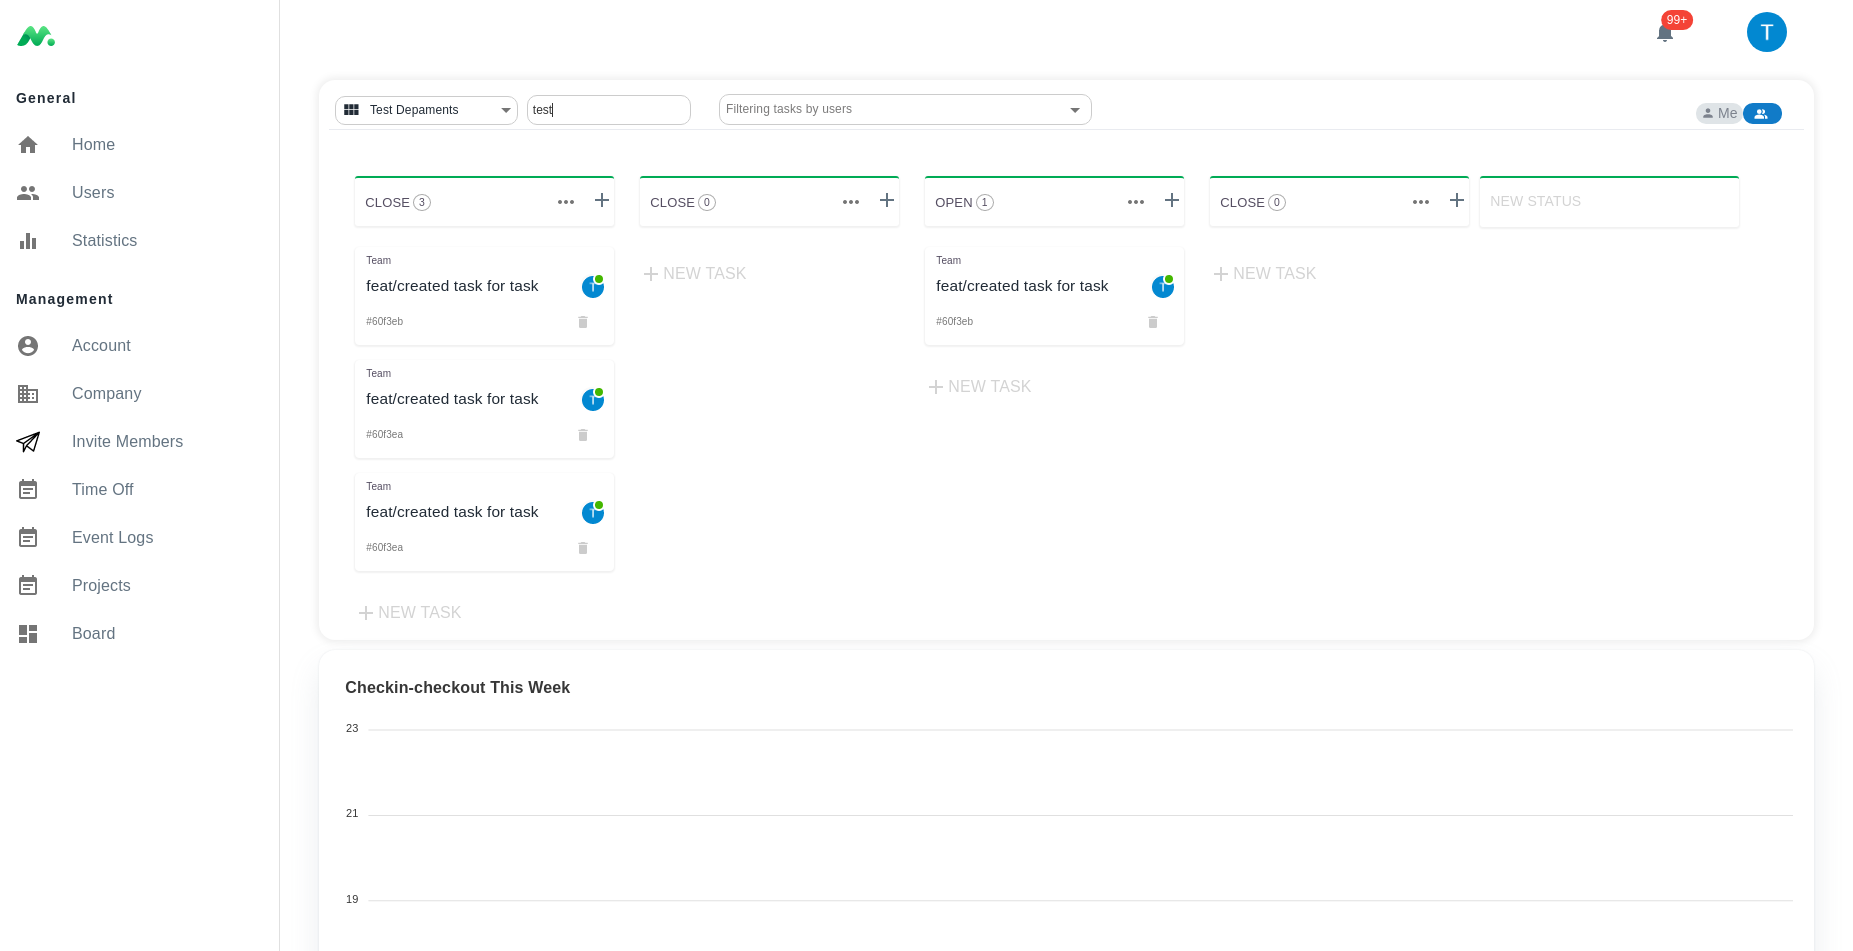 99+
T
General
Home
Users
Statistics
Management
Account
Company
Invite Members
Time Off
Event Logs
Projects
Board
Test Depaments
test
Filtering tasks by users
Me
CLOSE 3
CLOSE 0
OPEN 1
CLOSE 0
NEW STATUS
Team
feat/created task for task
T
#60f3eb
Team
feat/created task for task
T
#60f3ea
Team
feat/created task for task
T
#60f3ea
NEW TASK
NEW TASK
Team
feat/created task for task
T
#60f3eb
NEW TASK
NEW TASK
Checkin-checkout This Week
23
21
19